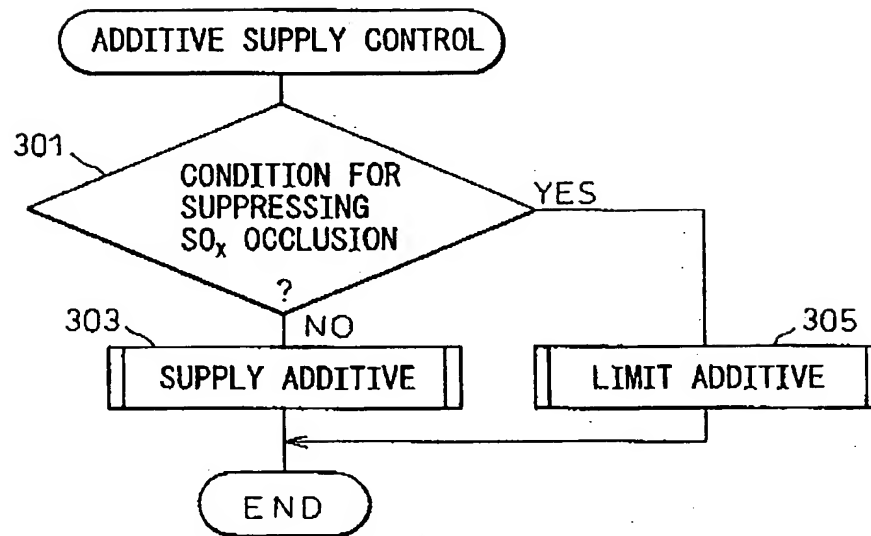 ADDITIVE SUPPLY CONTROL
301
CONDITION FOR
SUPPRESSING
SOx OCCLUSION
?
YES
NO
303
SUPPLY ADDITIVE
305
LIMIT ADDITIVE
END